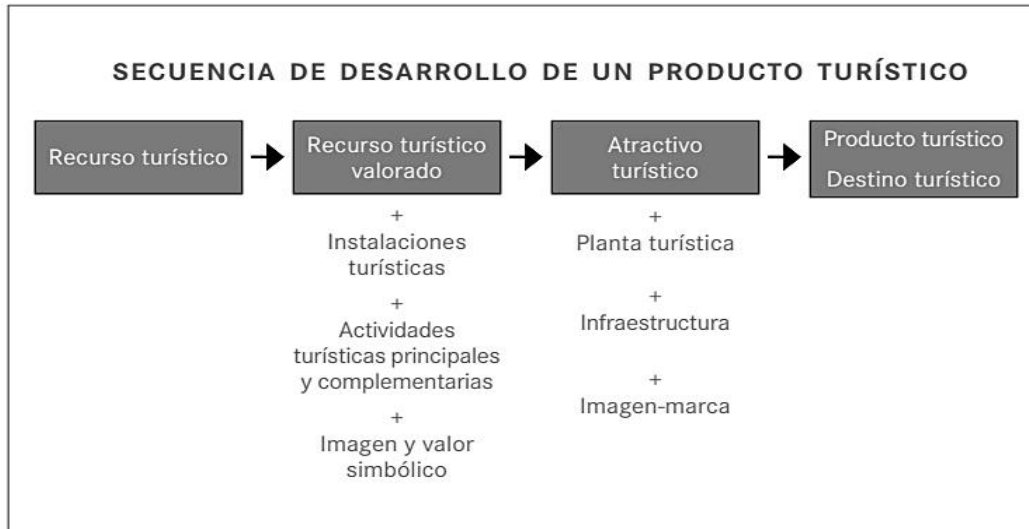 SECUENCIA DE DESARROLLO DE UN PRODUCTO TURÍSTICO
Recurso turístico
Recurso turístico
valorado
Atractivo
turístico
Producto turístico
Destino turístico
+
Instalaciones
turísticas
+
Actividades
turísticas principales
y complementarias
+
Imagen y valor
simbólico
+
Planta turística
+
Infraestructura
+
Imagen-marca